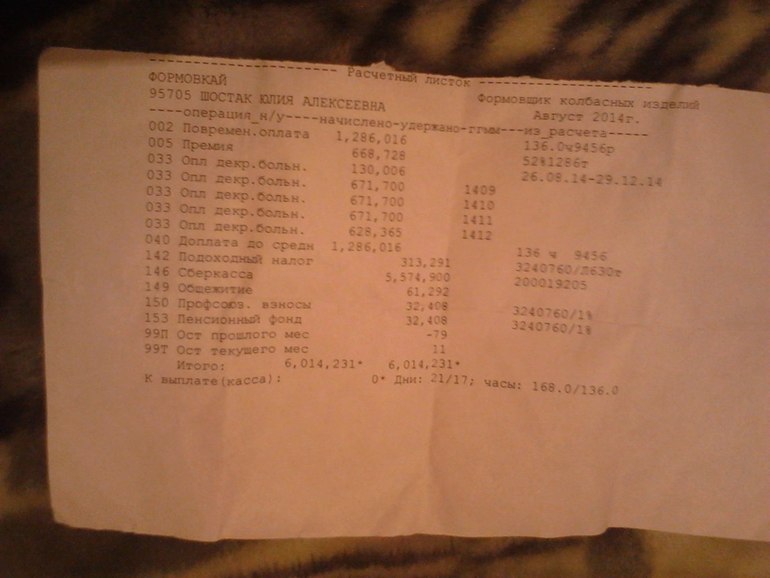 -------------------- Расчетный листок --------------------
ФОРМОВКАЙ Формовщик колбасных изделий
95705 ШОСТАК ЮЛИЯ АЛЕКСЕЕВНА Август 2014г.
----операция_н/у----начислено-удержано-ггмм---из_расчета-----
002 Повремен.оплата 1,286,016 136.0ч9456р
005 Премия 668,728 52%1286т
033 Опл декр.больн. 130,006 26.08.14-29.12.14
033 Опл декр.больн. 671,700 1409
033 Опл декр.больн. 671,700 1410
033 Опл декр.больн. 671,700 1411
033 Опл декр.больн. 628,365 1412
040 Доплата до средн 1,286,016 136 ч 9456
142 Подоходный налог 313,291 3240760/Л630т
146 Сберкасса 5,574,900 200019205
149 Общежитие 61,292
150 Профсоюз. взносы 32,408 3240760/1%
153 Пенсионный фонд 32,408 3240760/1%
99П Ост прошлого мес -79
99Т Ост текущего мес 11
Итого: 6,014,231* 6,014,231*
К выплате(касса): 0* Дни: 21/17; часы: 168.0/136.0